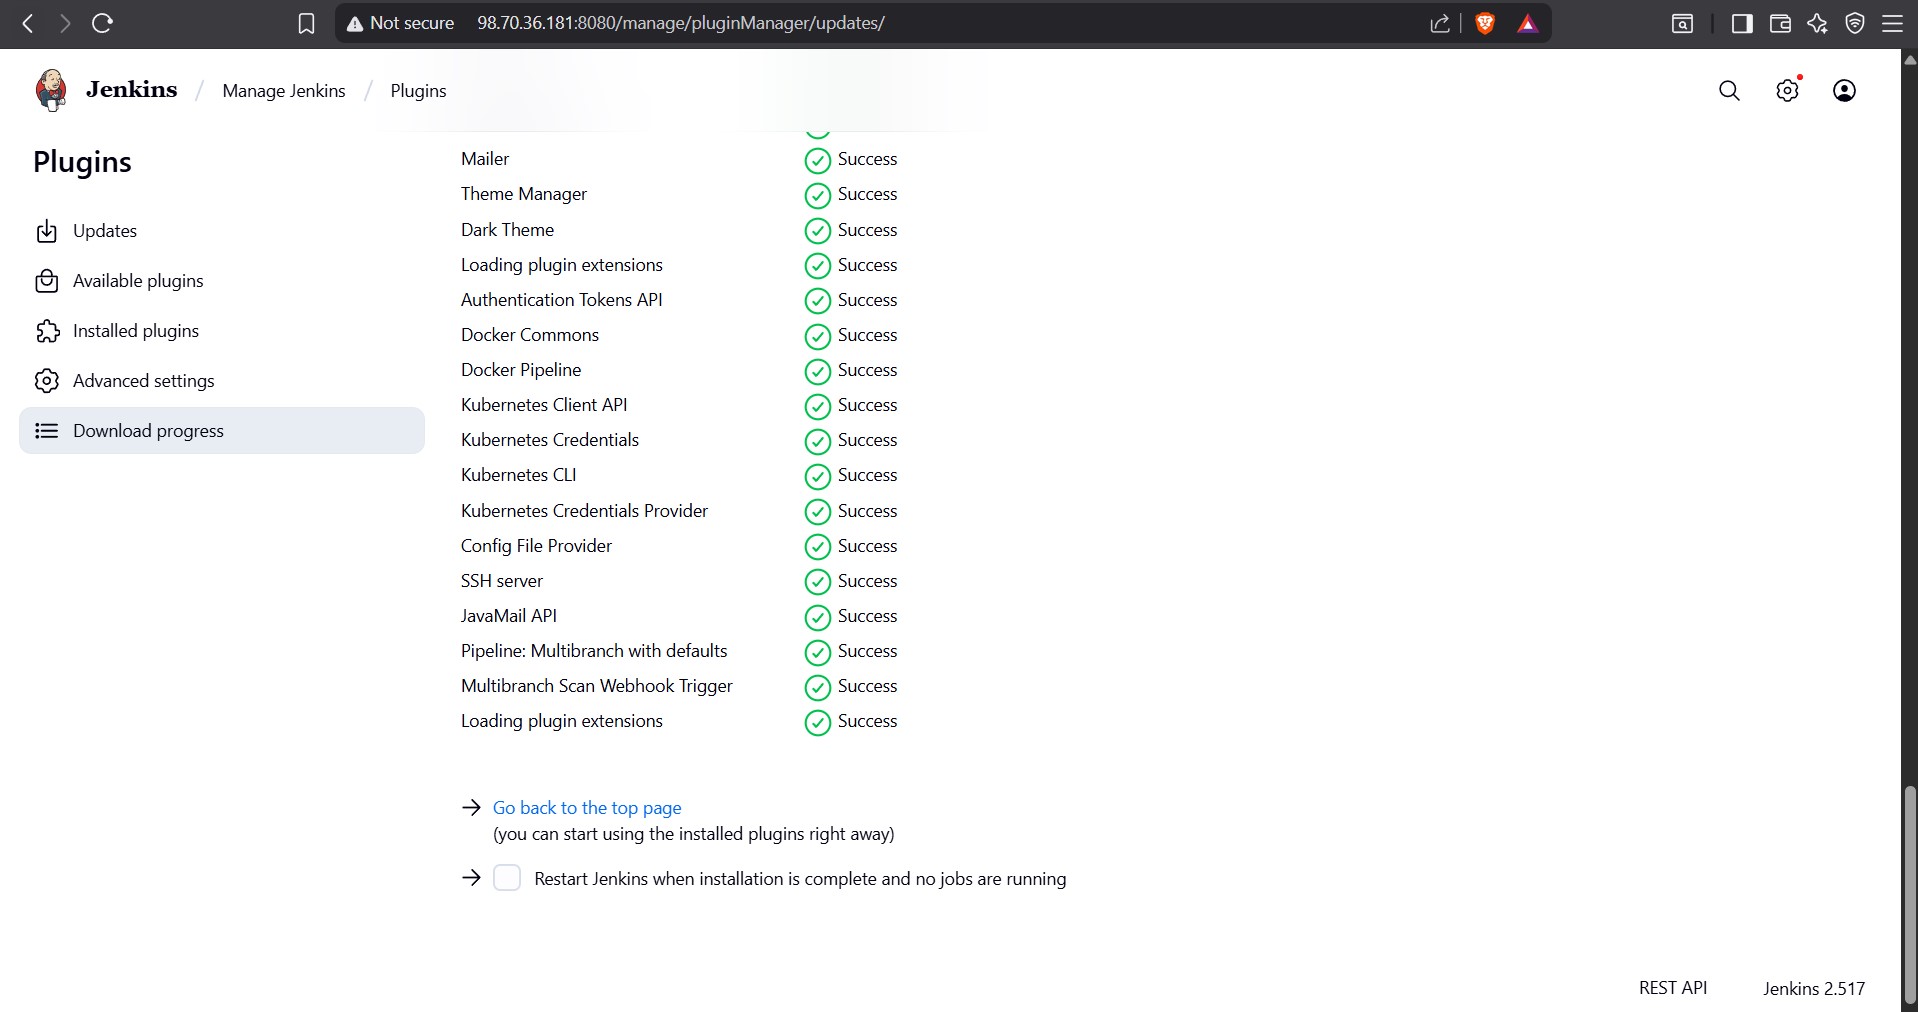 Not secure 98.70.36.181:8080/manage/pluginManager/updates/
Jenkins / Manage Jenkins / Plugins
Plugins
Updates
Available plugins
Installed plugins
Advanced settings
Download progress
Mailer Success
Theme Manager Success
Dark Theme Success
Loading plugin extensions Success
Authentication Tokens API Success
Docker Commons Success
Docker Pipeline Success
Kubernetes Client API Success
Kubernetes Credentials Success
Kubernetes CLI Success
Kubernetes Credentials Provider Success
Config File Provider Success
SSH server Success
JavaMail API Success
Pipeline: Multibranch with defaults Success
Multibranch Scan Webhook Trigger Success
Loading plugin extensions Success
Go back to the top page
(you can start using the installed plugins right away)
Restart Jenkins when installation is complete and no jobs are running
REST API Jenkins 2.517